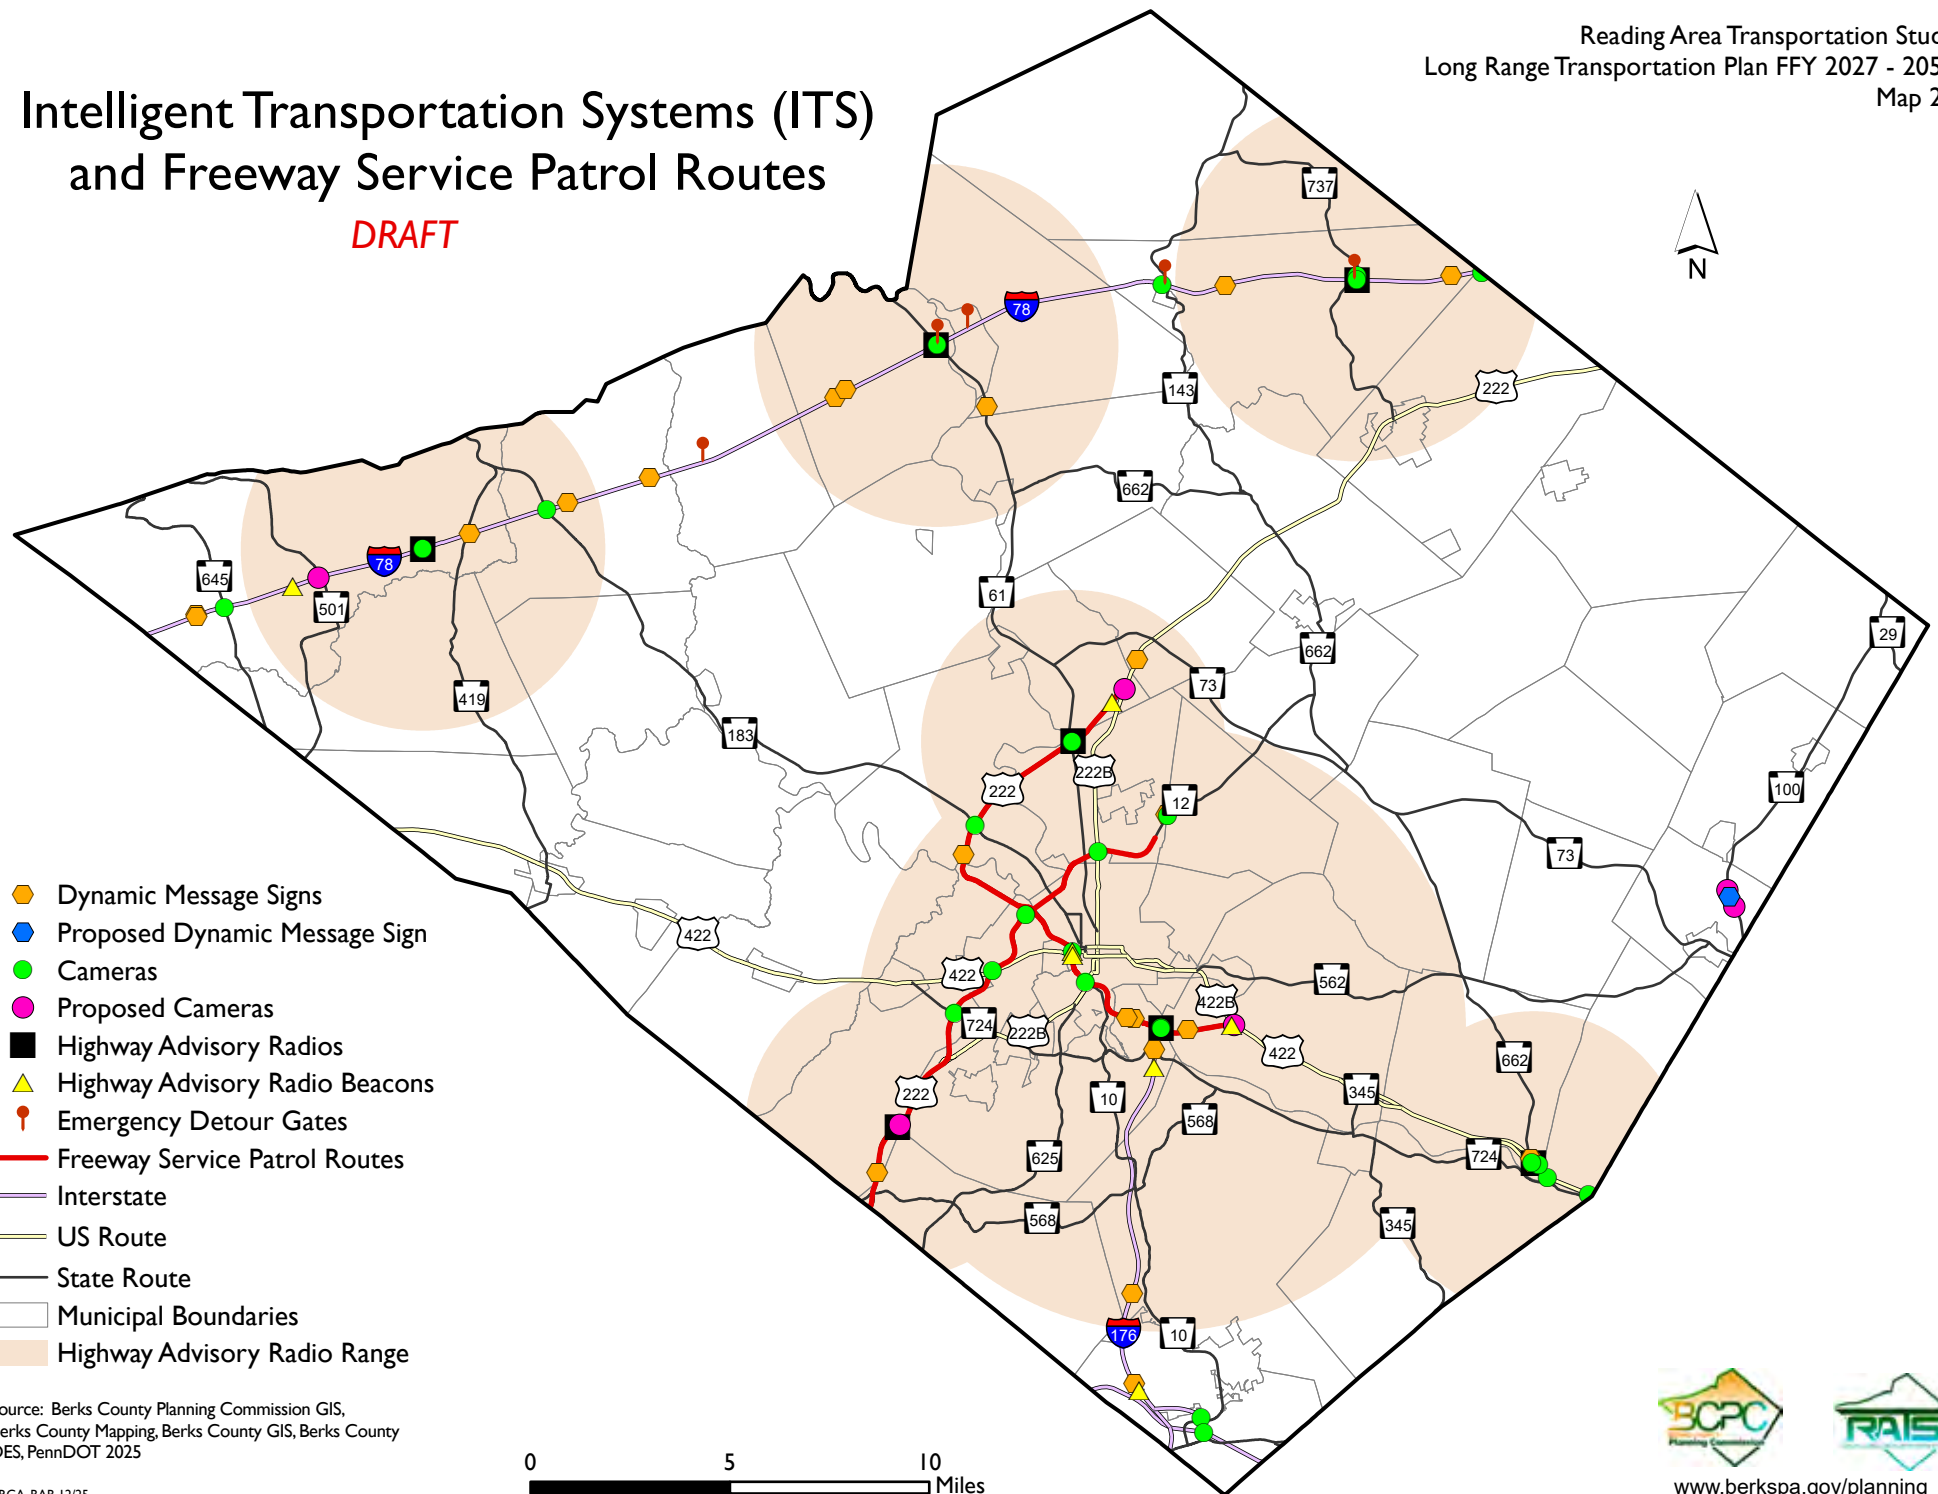 Intelligent Transportation Systems (ITS)
and Freeway Service Patrol Routes
DRAFT
Reading Area Transportation Stud
Long Range Transportation Plan FFY 2027 - 205
Map 2
N
737
78
222
143
662
78
645
501
419
61
183
662
73
29
100
222B
222
12
73
422
422
562
422B
724
222B
422
662
345
222
10
568
724
625
568
345
176
10
Dynamic Message Signs
Proposed Dynamic Message Sign
Cameras
Proposed Cameras
Highway Advisory Radios
Highway Advisory Radio Beacons
Emergency Detour Gates
Freeway Service Patrol Routes
Interstate
US Route
State Route
Municipal Boundaries
Highway Advisory Radio Range
ource: Berks County Planning Commission GIS,
erks County Mapping, Berks County GIS, Berks County
DES, PennDOT 2025
0 5 10
Miles
BCPC
Planning Commission
RATS
www.berkspa.gov/planning